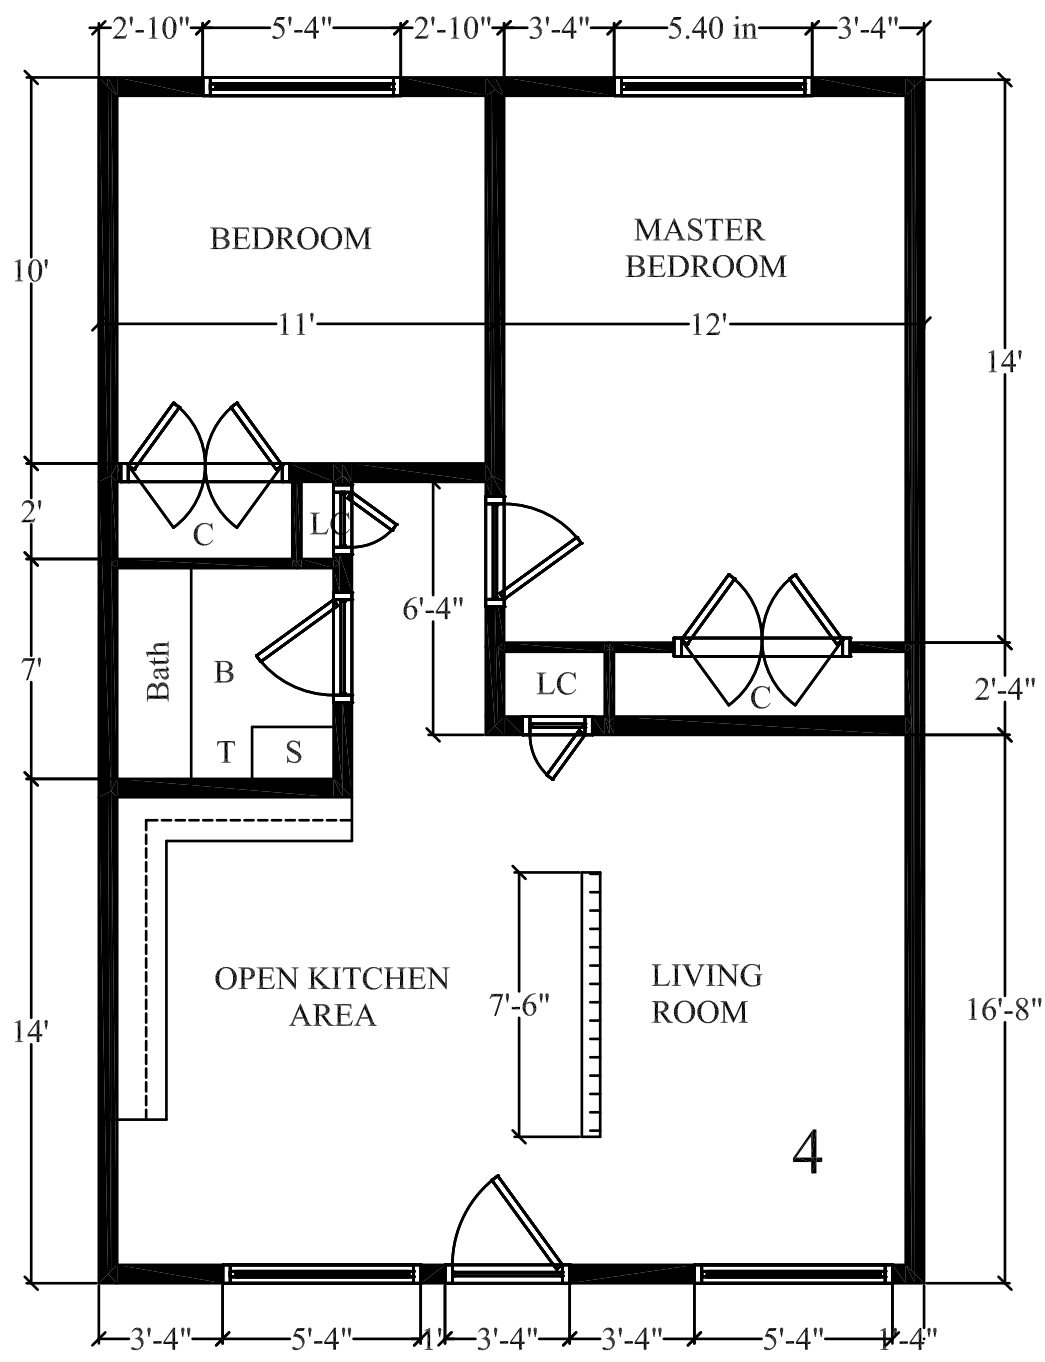 2'-10" 5'-4" 2'-10" 3'-4" 5.40 in 3'-4"
BEDROOM
MASTER
BEDROOM
10'
11'
12'
14'
2'
LC
C
6'-4"
7'
Bath
B
LC
C
2'-4"
T
S
OPEN KITCHEN
AREA
LIVING
ROOM
7'-6"
14'
16'-8"
4
3'-4" 5'-4" 1' 3'-4" 3'-4" 5'-4" 1'-4"